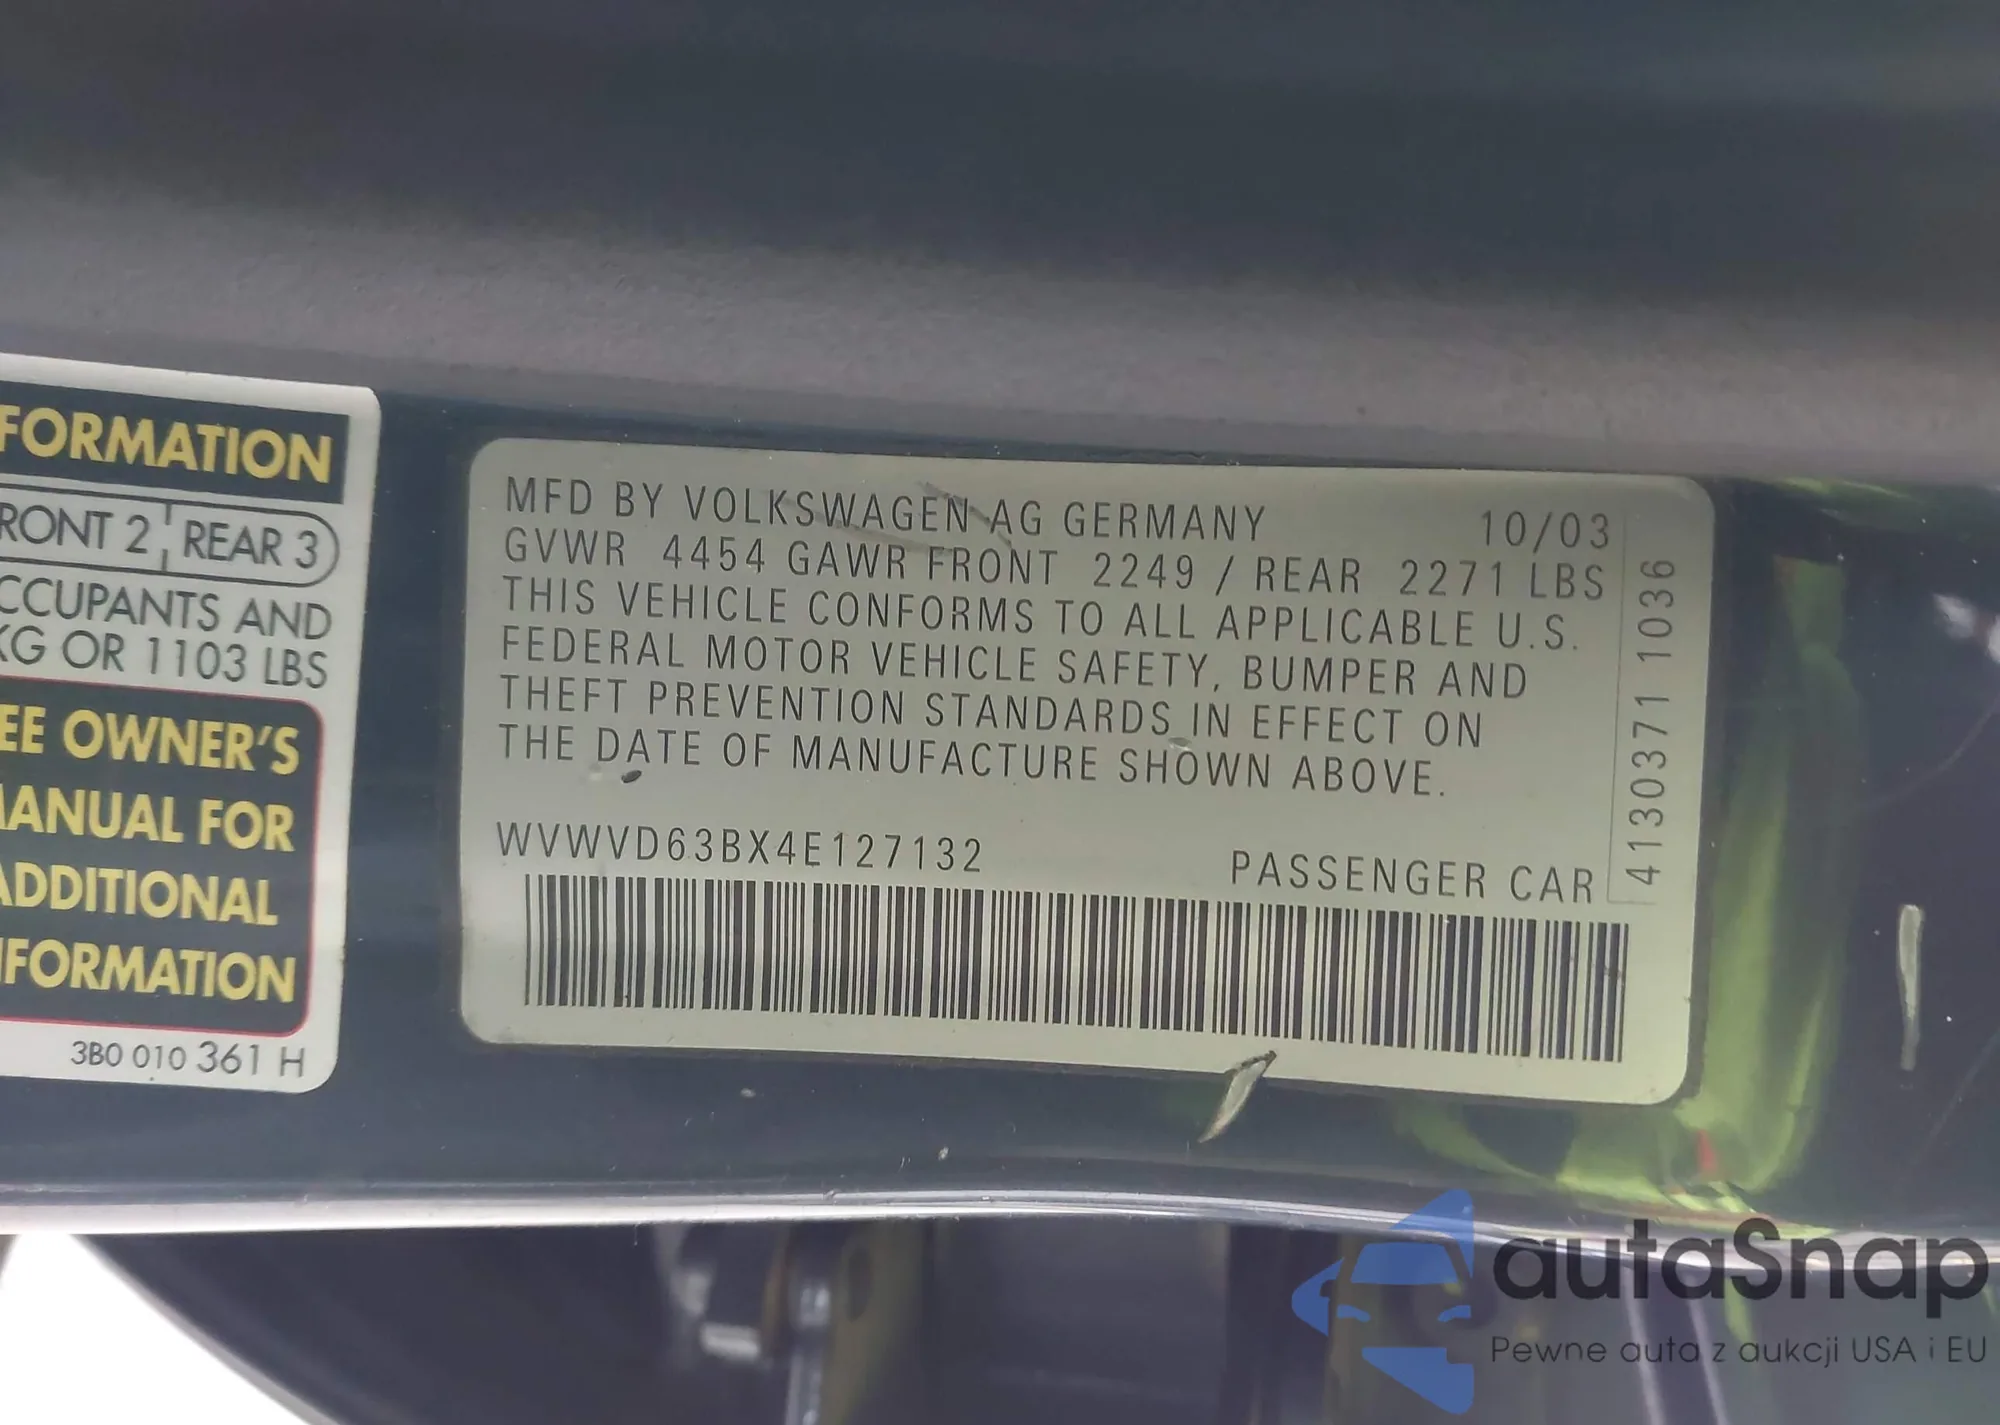 FORMATION
RONT 2 REAR 3
CCUPANTS AND
KG OR 1103 LBS
EE OWNER'S
MANUAL FOR
ADDITIONAL
INFORMATION
3B0 010 361 H
MFD BY VOLKSWAGEN AG GERMANY 10/03
GVWR 4454 GAWR FRONT 2249 / REAR 2271 LBS
THIS VEHICLE CONFORMS TO ALL APPLICABLE U.S.
FEDERAL MOTOR VEHICLE SAFETY, BUMPER AND
THEFT PREVENTION STANDARDS IN EFFECT ON
THE DATE OF MANUFACTURE SHOWN ABOVE.
WVWVD63BX4E127132 PASSENGER CAR
4130371 1036
autaSnap
Pewne auta z aukcji USA i EU